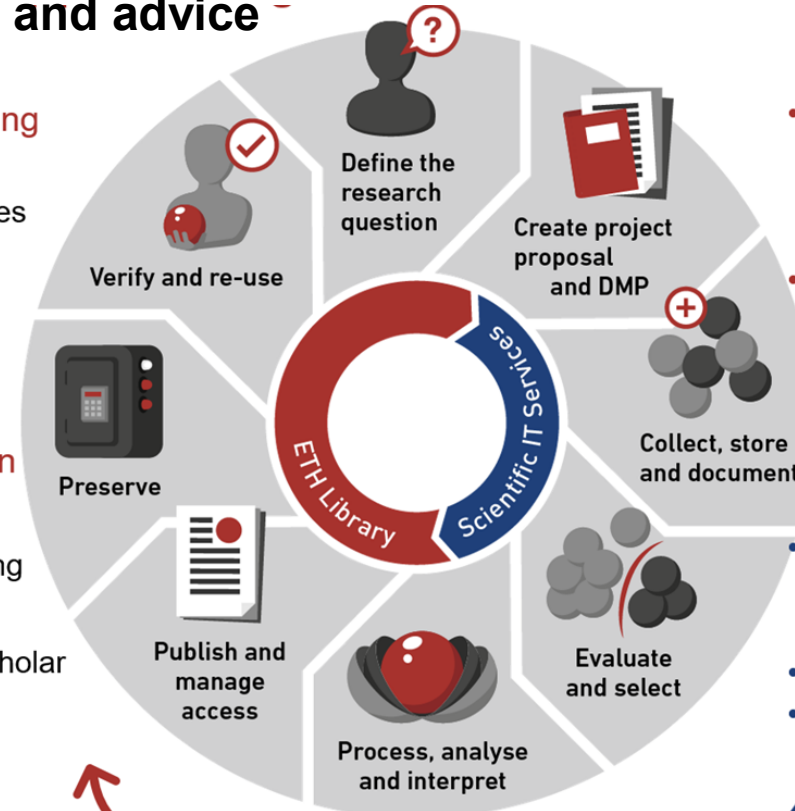 and advice
ng
es
n
ng
holar
?
Define the
research
question
Create project
proposal
and DMP
Collect, store
and document
Evaluate
and select
Process, analyse
and interpret
Publish and
manage
access
Preserve
Verify and re-use
ETH Library
Scientific IT Services